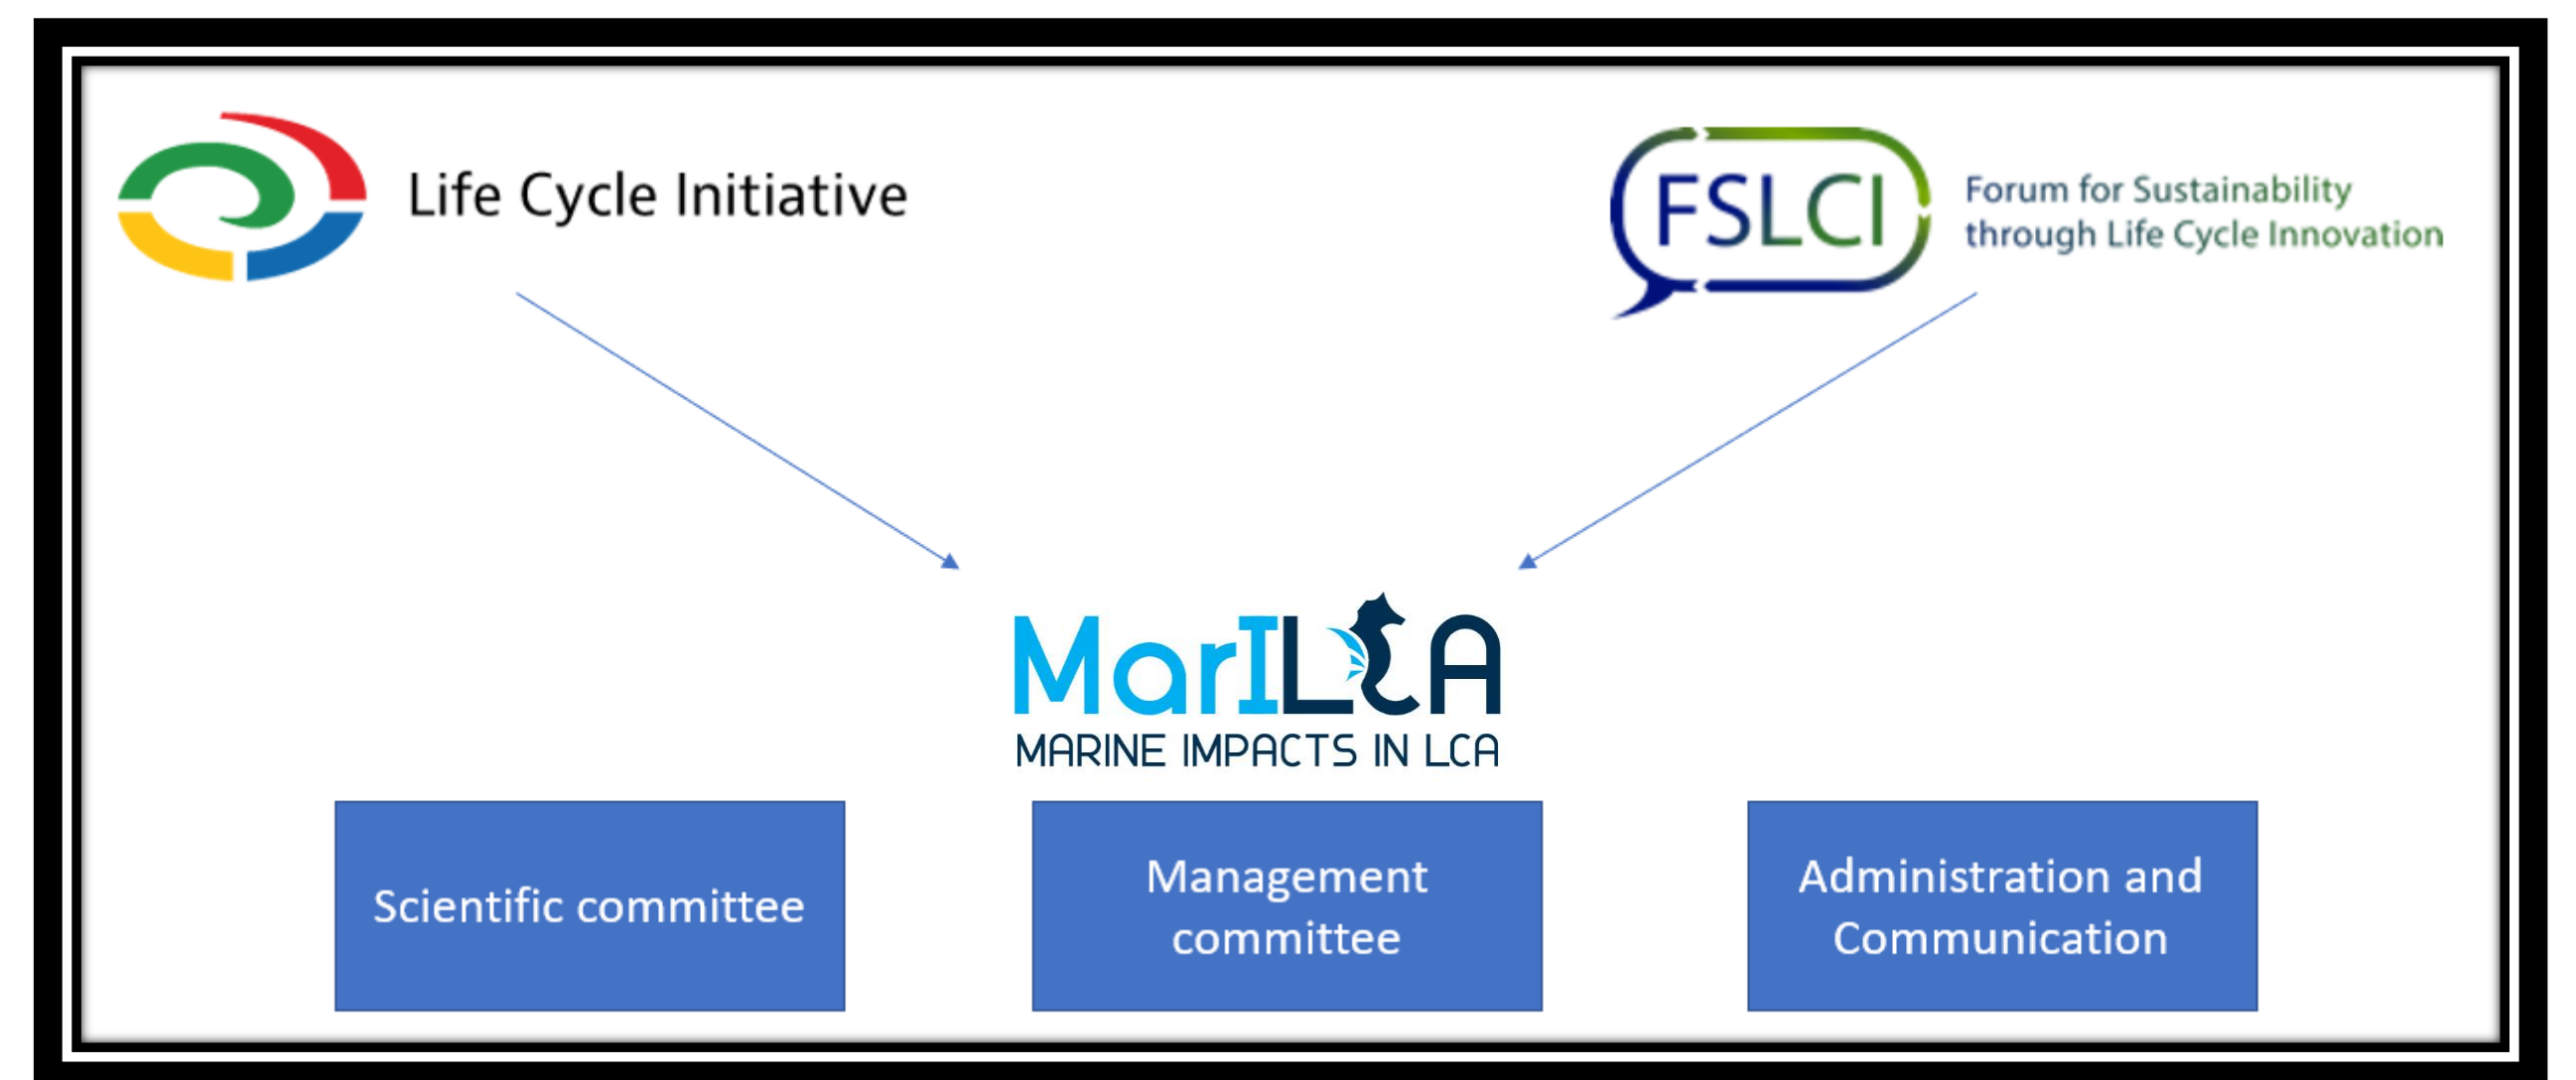 Life Cycle Initiative
FSLCI
Forum for Sustainability
through Life Cycle Innovation
MarILCA
MARINE IMPACTS IN LCA
Scientific committee
Management
committee
Administration and
Communication